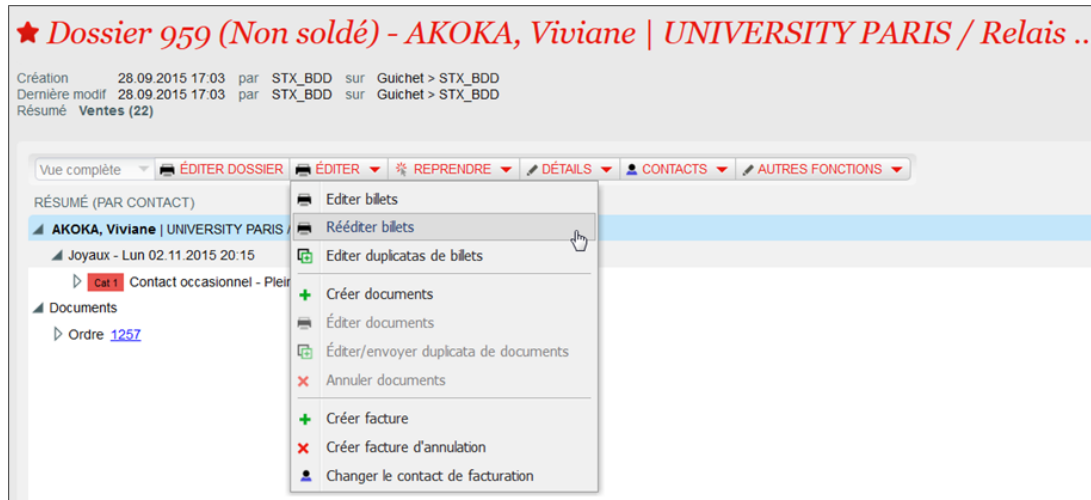 Dossier 959 (Non soldé) - AKOKA, Viviane | UNIVERSITY PARIS / Relais ..
Création 28.09.2015 17:03 par STX_BDD sur Guichet > STX_BDD
Dernière modif 28.09.2015 17:03 par STX_BDD sur Guichet > STX_BDD
Résumé Ventes (22)
Vue complète ÉDITER DOSSIER ÉDITER REPRENDRE DÉTAILS CONTACTS AUTRES FONCTIONS
RÉSUMÉ (PAR CONTACT)
AKOKA, Viviane | UNIVERSITY PARIS /
Joyaux - Lun 02.11.2015 20:15
Cat 1 Contact occasionnel - Plein
Documents
Ordre 1257
Editer billets
Rééditer billets
Editer duplicatas de billets
Créer documents
Éditer documents
Éditer/envoyer duplicata de documents
Annuler documents
Créer facture
Créer facture d'annulation
Changer le contact de facturation